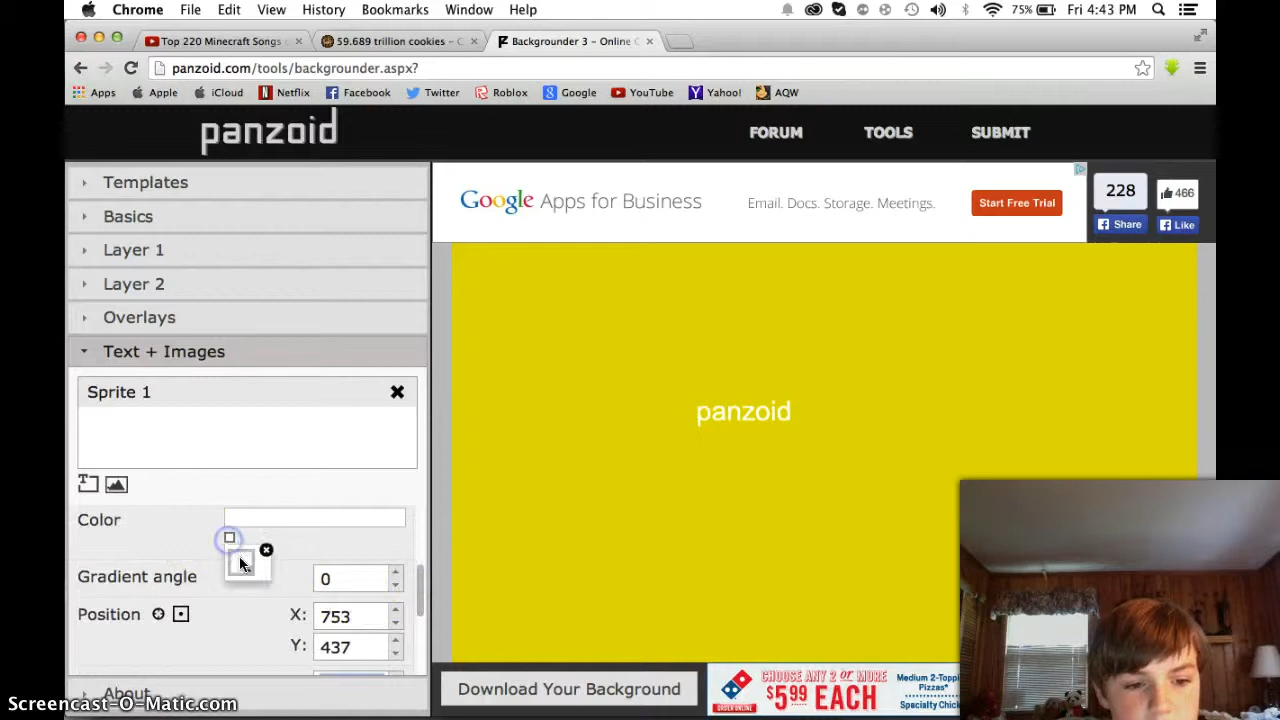 Chrome File Edit View History Bookmarks Window Help 75% Fri 4:43 PM
Top 220 Minecraft Songs 59.689 trillion cookies - C Backgrounder 3 - Online C
panzoid.com/tools/backgrounder.aspx?
Apps Apple iCloud Netflix Facebook Twitter Roblox Google YouTube Yahoo! AQW
panzoid FORUM TOOLS SUBMIT
Templates
Basics
Layer 1
Layer 2
Overlays
Text + Images
Sprite 1
Color
Gradient angle 0
Position X: 753
Y: 437
About
Google Apps for Business Email. Docs. Storage. Meetings. Start Free Trial
228 466
Share Like
panzoid
Download Your Background
CHOOSE ANY 2 OR MORE
$5.99 EACH
ORDER ONLINE
Medium 2-Toppi
Pizzas*
Specialty Chick
Screencast-O-Matic.com